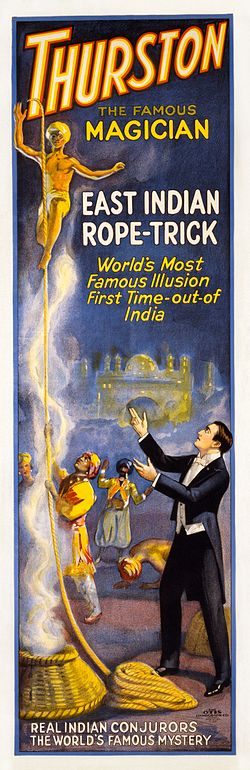 THURSTON
THE FAMOUS
MAGICIAN
EAST INDIAN
ROPE-TRICK
World's Most
Famous Illusion
First Time-out-of
India
OTIS
REAL INDIAN CONJURORS
THE WORLD'S FAMOUS MYSTERY